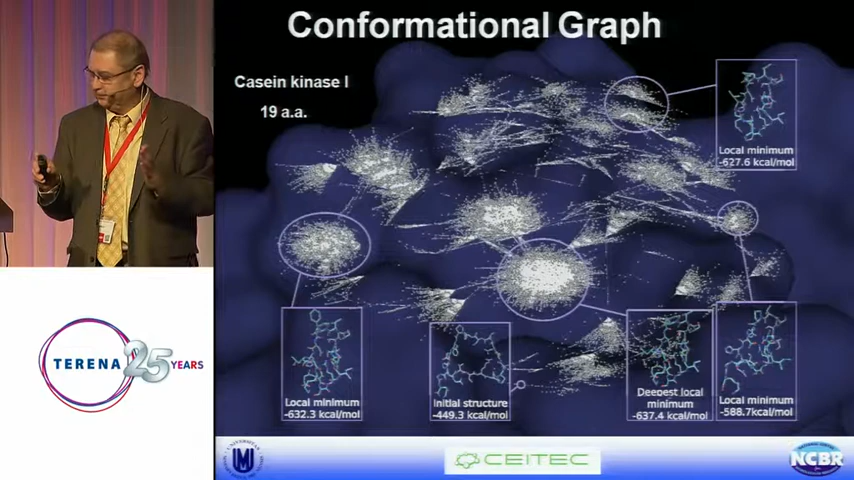 Conformational Graph
Casein kinase I
19 a.a.
Local minimum
-627.6 kcal/mol
Local minimum
-632.3 kcal/mol
Initial structure
-449.3 kcal/mol
Deepest local
minimum
-637.4 kcal/mol
Local minimum
-588.7kcal/mol
TERENA 25 YEARS
CEITEC
NCBR